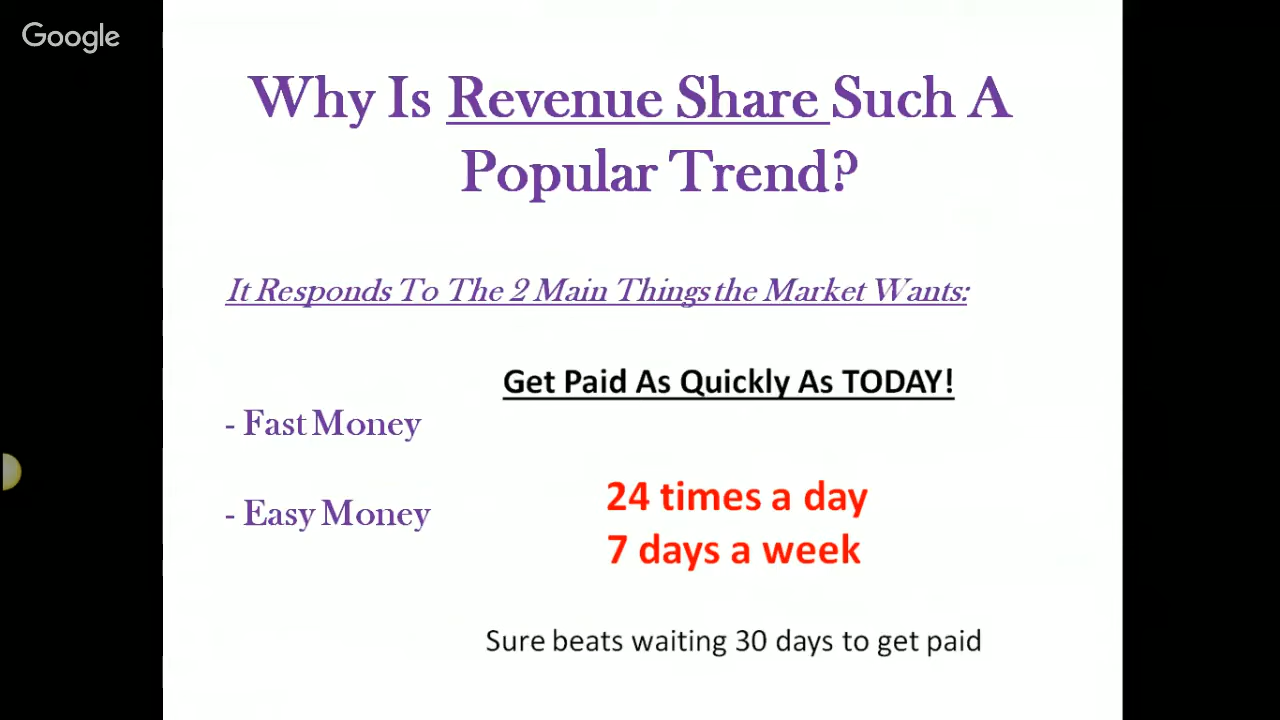 Google
Why Is Revenue Share Such A
Popular Trend?
It Responds To The 2 Main Things the Market Wants:
Get Paid As Quickly As TODAY!
- Fast Money
24 times a day
- Easy Money
7 days a week
Sure beats waiting 30 days to get paid